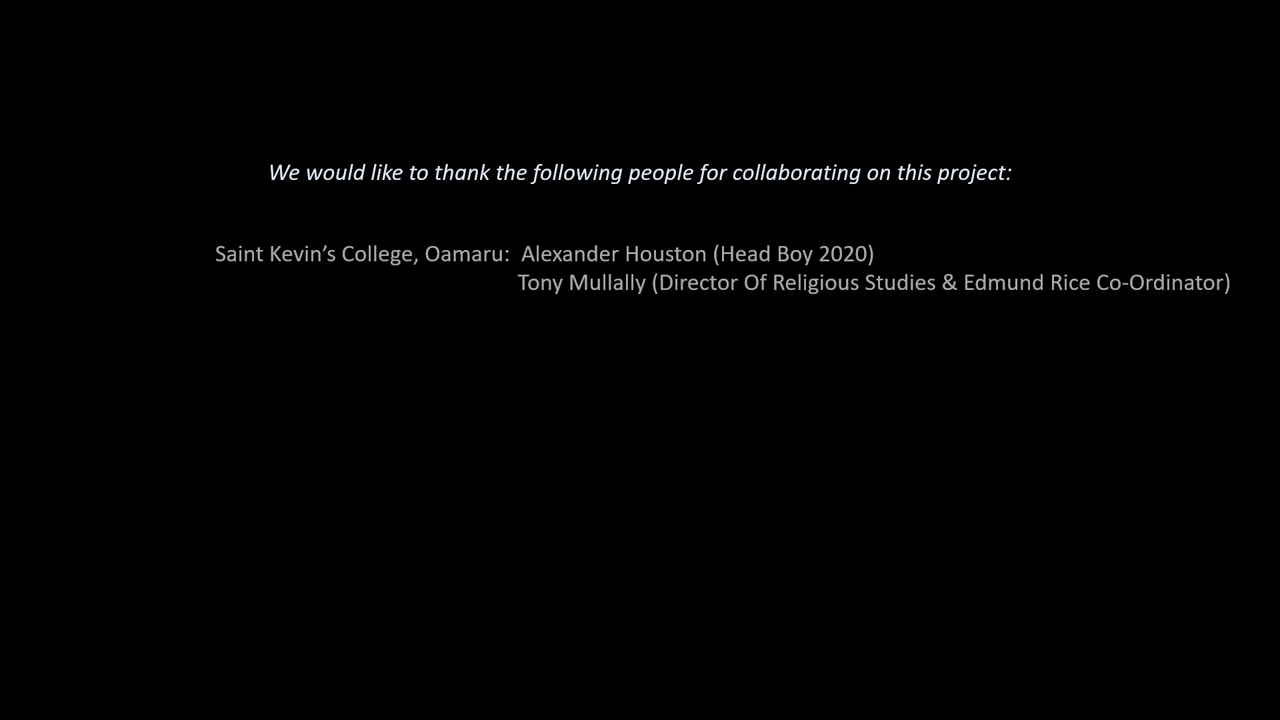 We would like to thank the following people for collaborating on this project:
Saint Kevin’s College, Oamaru: Alexander Houston (Head Boy 2020)
Tony Mullally (Director Of Religious Studies & Edmund Rice Co-Ordinator)